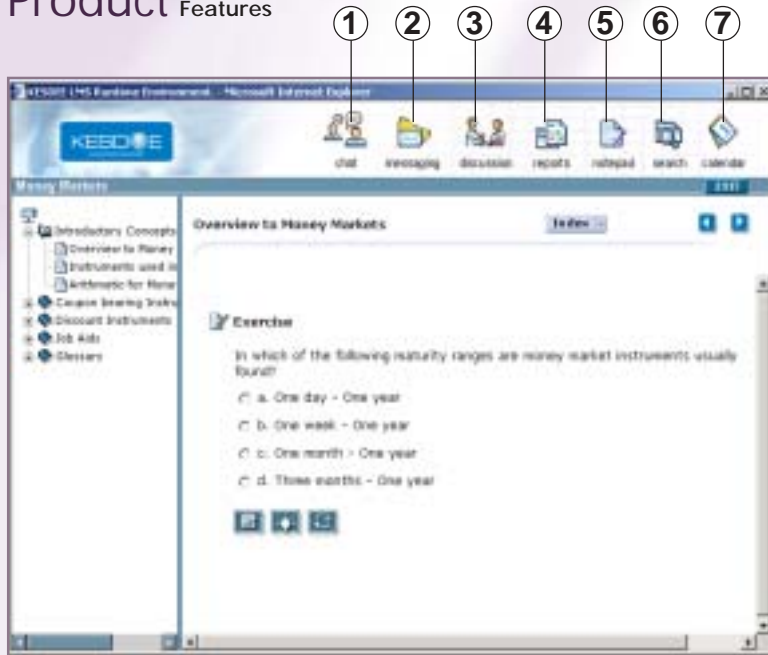 Product Features
1 2 3 4 5 6 7
KESDEE LMS Runtime Environment - Microsoft Internet Explorer
KESDEE
chat messaging discussion reports notepad search calendar
Money Markets
EXIT
Introductory Concepts
Overview to Money
Instruments used in
Arithmetic for Mone
Coupon bearing Instru
Discount Instruments
Job Aids
Glossary
Overview to Money Markets
Index
Exercise
In which of the following maturity ranges are money market instruments usually
found?
a. One day - One year
b. One week - One year
c. One month - One year
d. Three months - One year